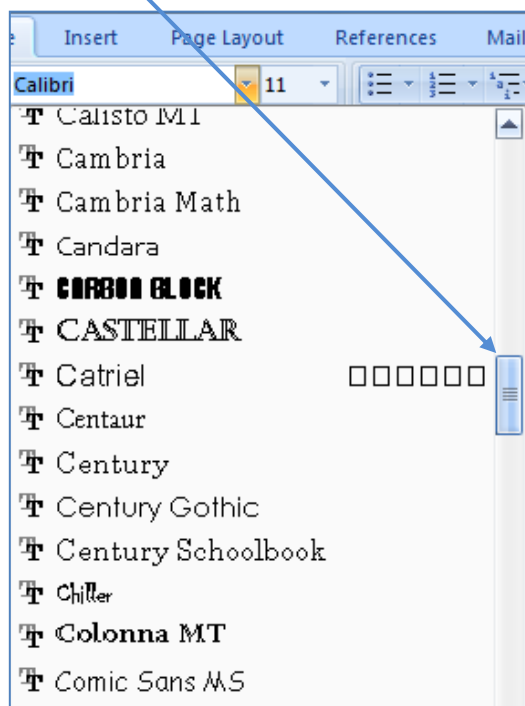 Insert Page Layout References Mail
Calibri 11
Calisto MT
Cambria
Cambria Math
Candara
CARBON BLOCK
CASTELLAR
Catriel □□□□□□
Centaur
Century
Century Gothic
Century Schoolbook
Chiller
Colonna MT
Comic Sans MS